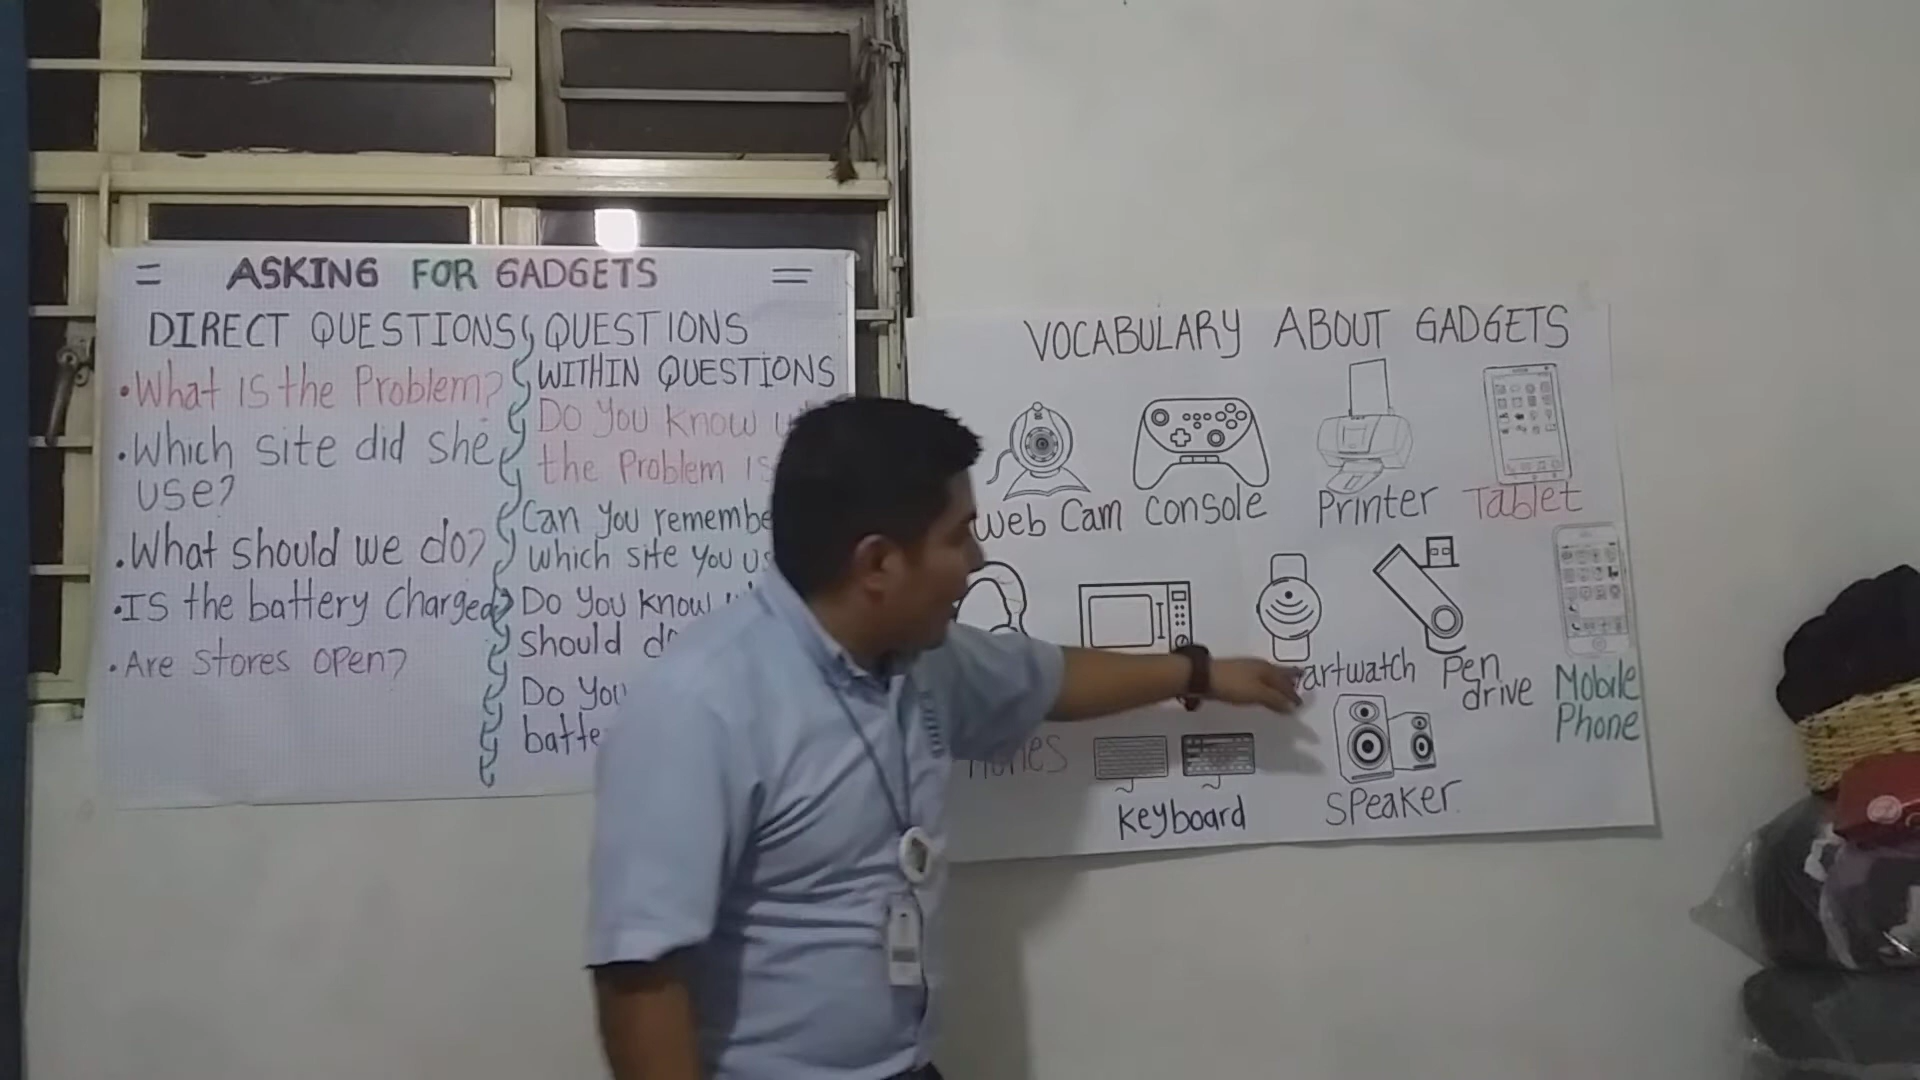 = ASKING FOR GADGETS =
DIRECT QUESTIONS
• What IS the Problem?
• Which site did she
use?
• What should we do?
• IS the battery charged?
• Are stores open?
QUESTIONS
WITHIN QUESTIONS
Do you know
the Problem is
Can you
which site you
Do you know
should
Do you
VOCABULARY ABOUT GADGETS
Web Cam
Console
Printer
Tablet
Pen
drive
Mobile
Phone
Keyboard
Speaker